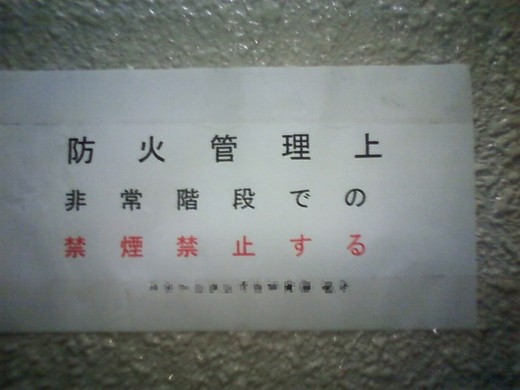 防火管理上
非常階段での
禁煙禁止する